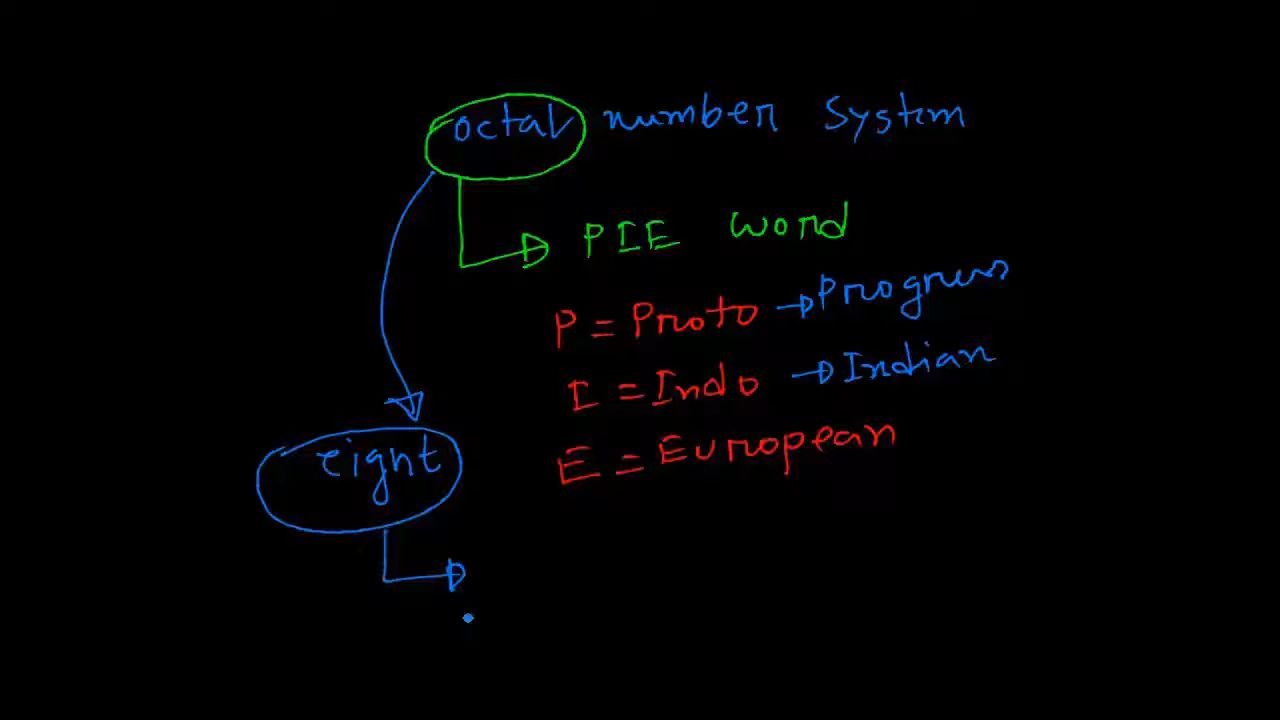 octal number system
PIE word
P = Proto → Progress
I = Indo → Indian
E = European
eight